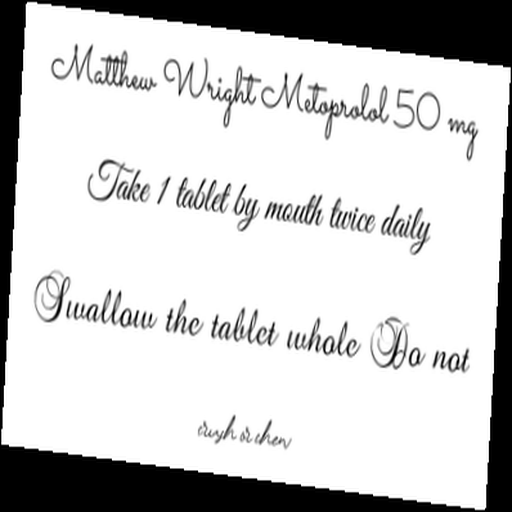 Matthew Wright Metoprolol 50 mg
Take 1 tablet by mouth twice daily
Swallow the tablet whole Do not
crush or chew